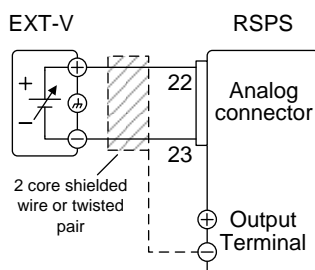 EXT-V
RSPS
+
−
+
−
22
23
Analog
connector
2 core shielded
wire or twisted
pair
+
−
Output
Terminal